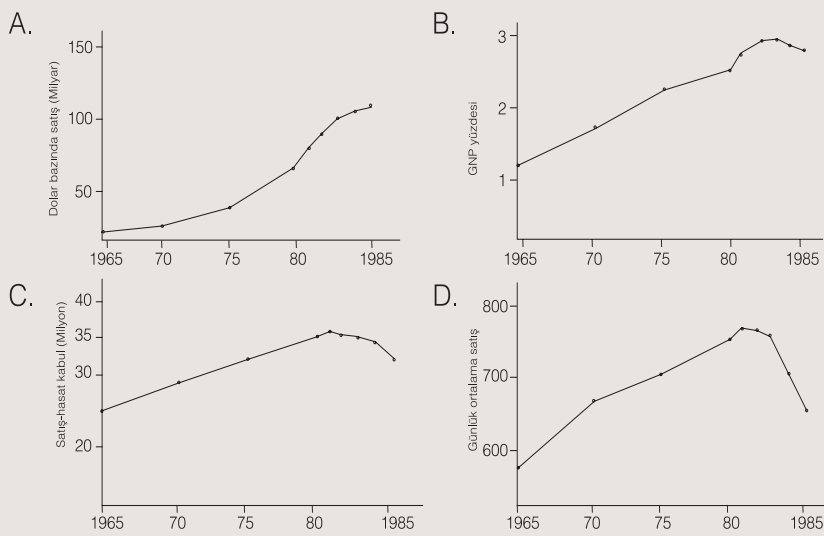 A.
Dolar bazında satış (Milyar)
150
100
50
1965 70 75 80 1985
B.
GNP yüzdesi
3
2
1
1965 70 75 80 1985
C.
Satış-hasat kabul (Milyon)
40
35
30
20
1965 70 75 80 1985
D.
Günlük ortalama satış
800
700
600
1965 70 75 80 1985